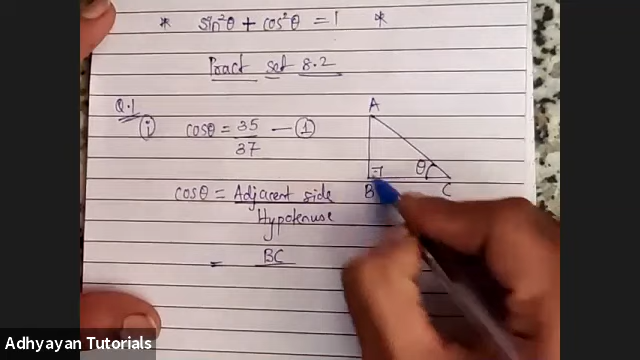 * sin²θ + cos²θ = 1 *
Pract set 8.2
Q.1
(i) cosθ = 35/37 — (1)
A
θ
B C
cosθ = Adjacent side
Hypotenuse
= BC
Adhyayan Tutorials